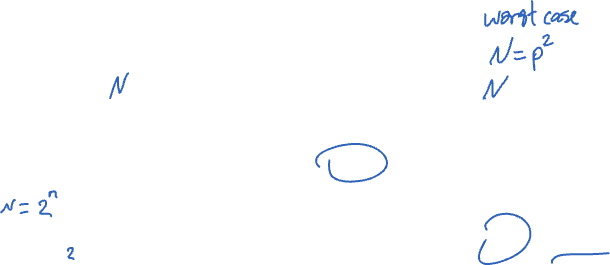 worst case
N = p²
N
N
N = 2ⁿ
2